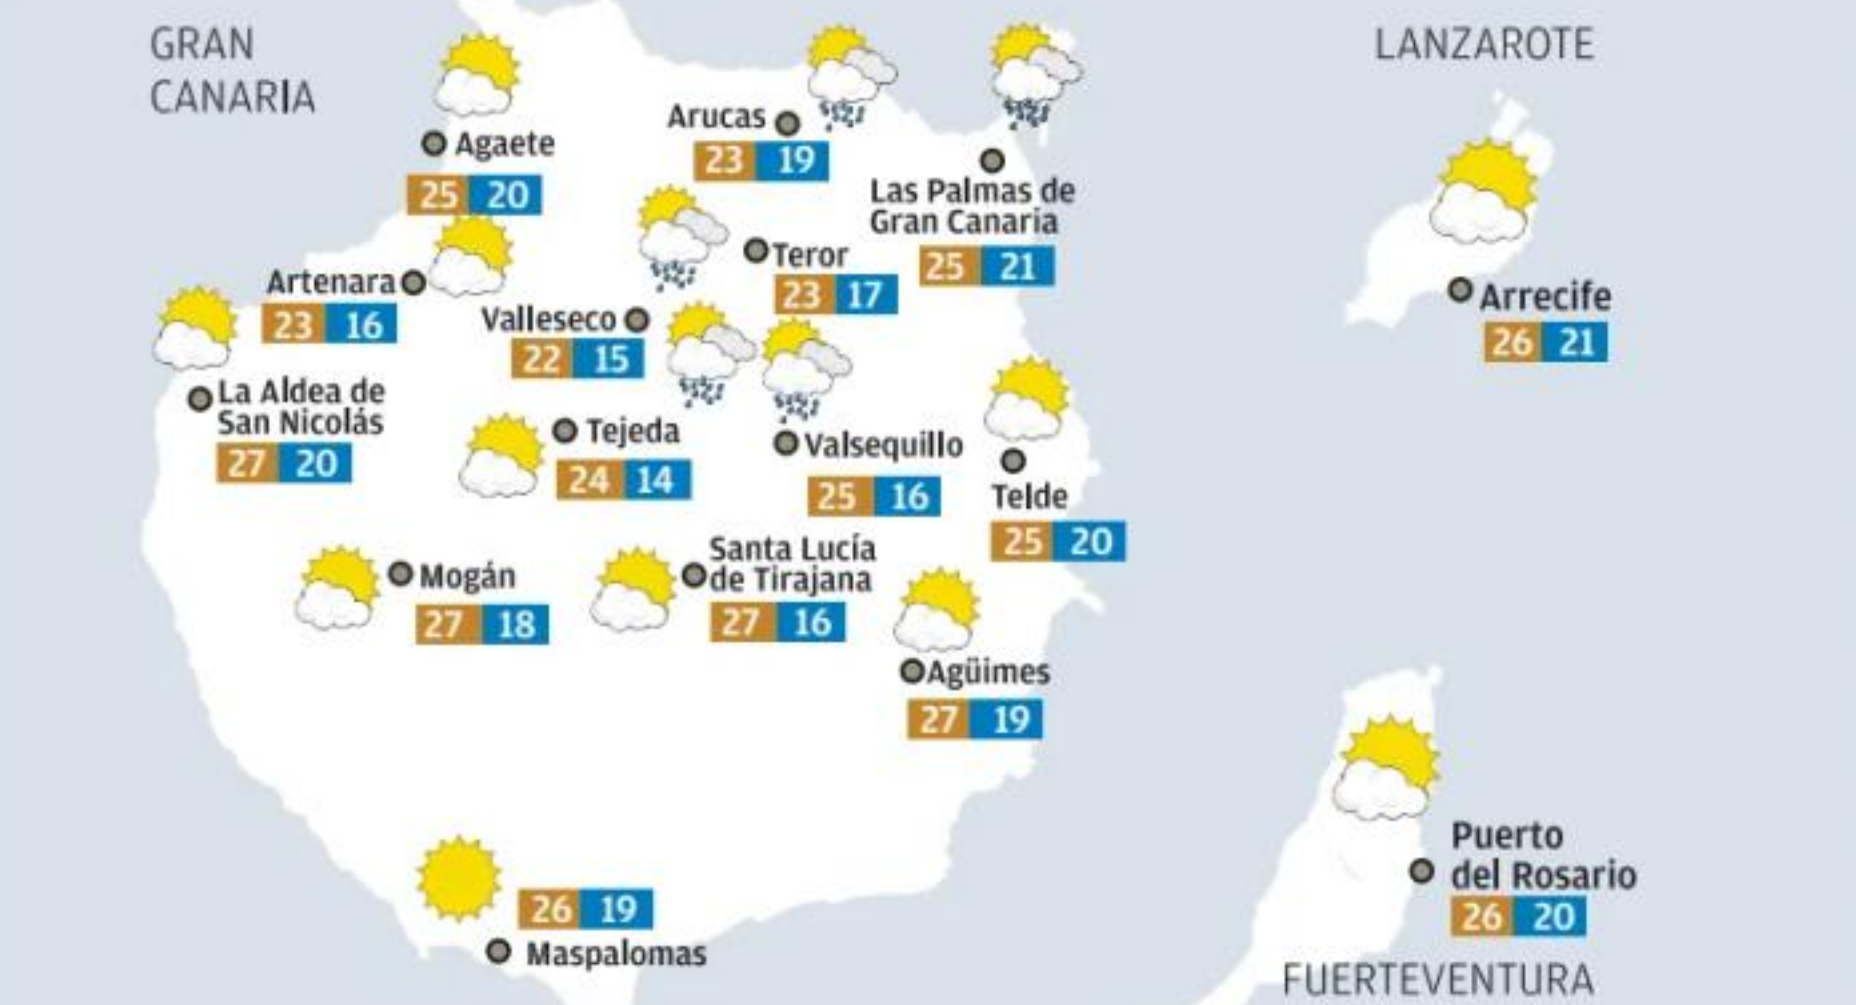 GRAN
CANARIA
LANZAROTE
Agaete
25 20
Arucas
23 19
Las Palmas de
Gran Canaria
25 21
Teror
23 17
Artenara
23 16
Valleseco
22 15
Arrecife
26 21
La Aldea de
San Nicolás
27 20
Tejeda
24 14
Valsequillo
25 16
Telde
25 20
Mogán
27 18
Santa Lucía
de Tirajana
27 16
Agüimes
27 19
26 19
Maspalomas
Puerto
del Rosario
26 20
FUERTEVENTURA